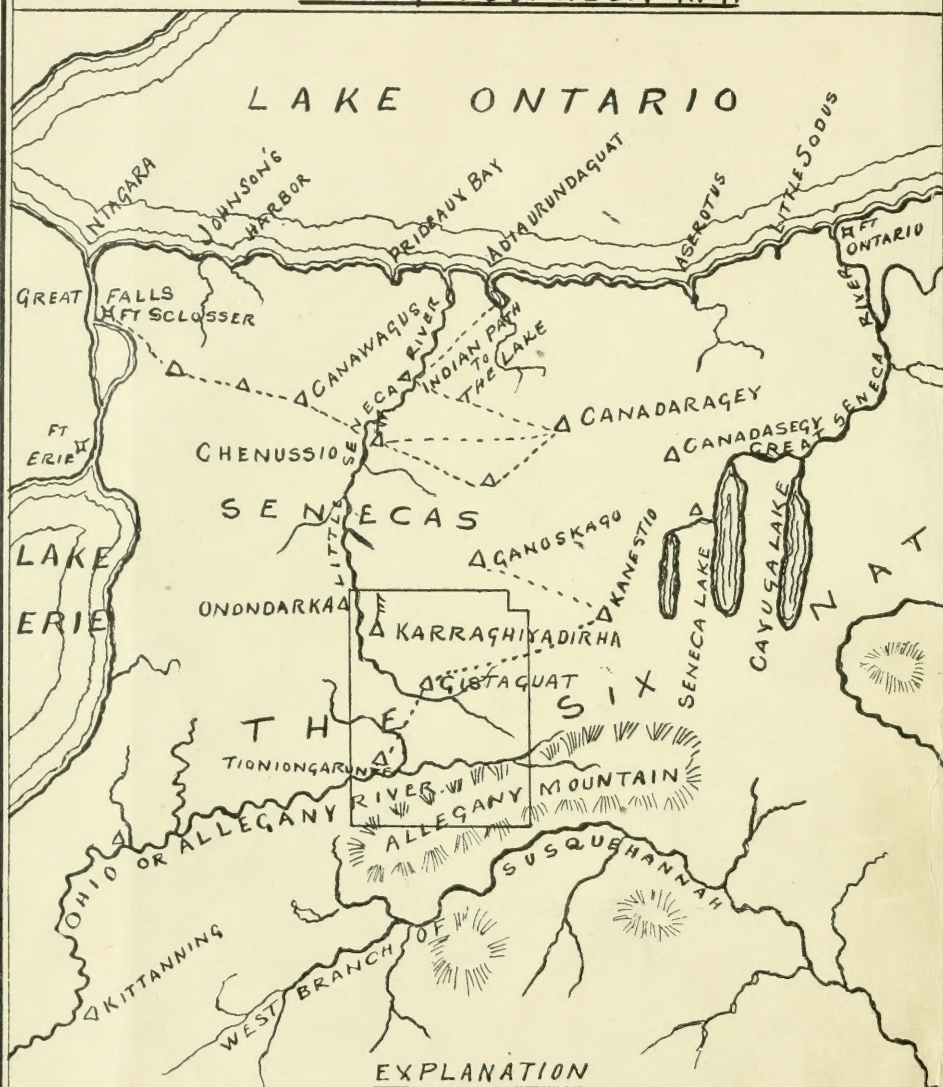 LAKE ONTARIO
NIAGARA
JOHNSON'S
HARBOR
PRIDEAUX BAY
ADIAURUNDAQUAT
ASEROTUS
LITTLE SODUS
FT
ONTARIO
GREAT FALLS
FT SCLOSSER
CANAWAGUS
INDIAN PATH
TO
THE LAKE
CANADARAGEY
CANADASEGY
GREAT SENECA RIVER
FT
ERIE
CHENUSSIO
LITTLE SENECA RIVER
SENECAS
LAKE
ERIE
GANOSKAGO
KANESTIO
SENECA LAKE
CAYUGA LAKE
ONONDARKA
KARRAGHIYADIRHA
GISTAQUAT
THE SIX NAT
TIONIONGARUNTE
OHIO OR ALLEGANY RIVER
ALLEGANY MOUNTAIN
WEST BRANCH OF SUSQUEHANNAH
KITTANNING
EXPLANATION